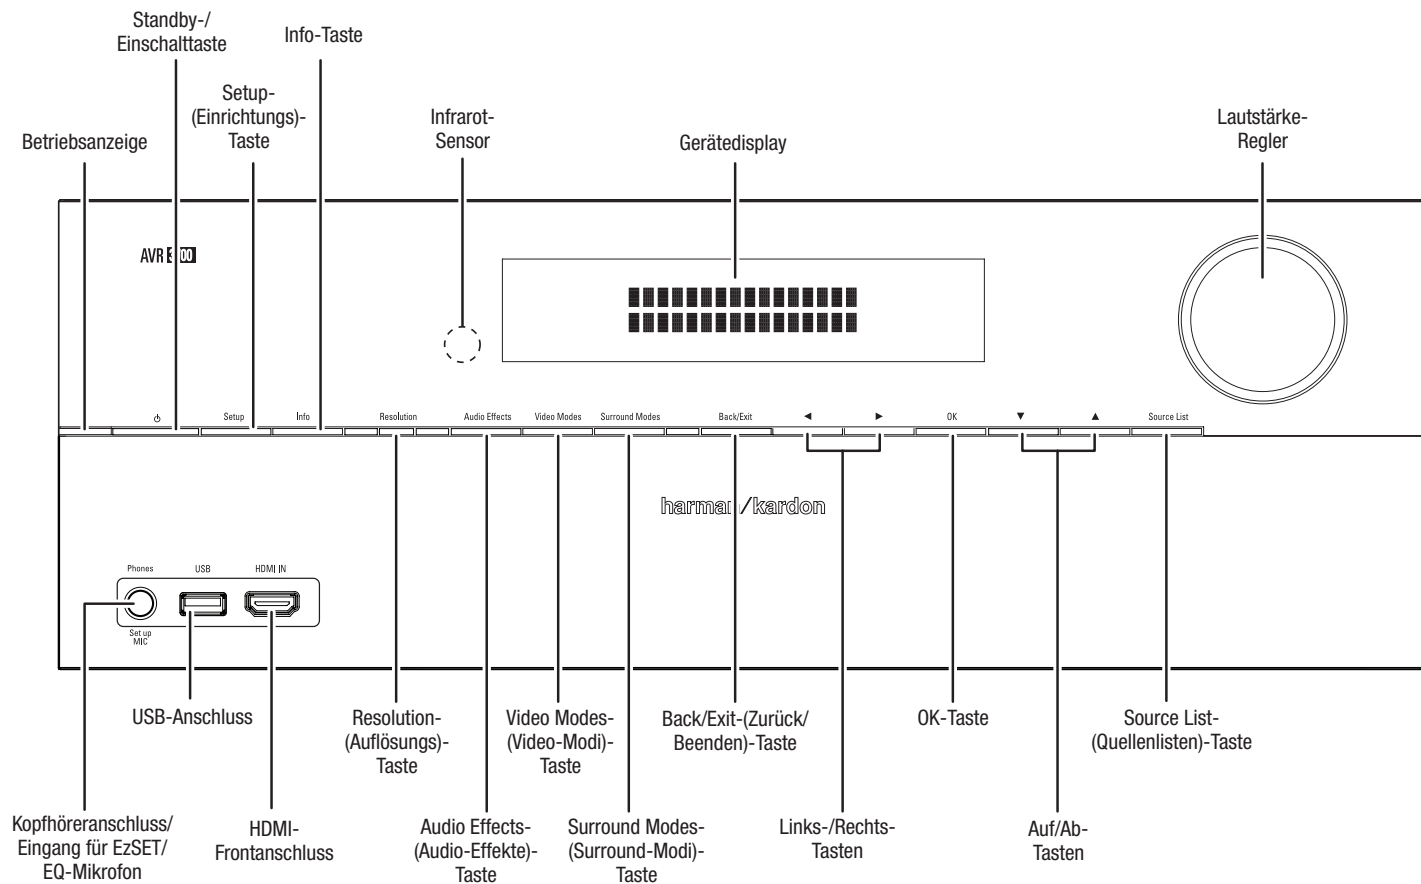 Standby-/
Einschalttaste
Info-Taste
Setup-
(Einrichtungs)-
Taste
Betriebsanzeige
Infrarot-
Sensor
Gerätedisplay
Lautstärke-
Regler
AVR
Setup
Info
Resolution
Audio Effects
Video Modes
Surround Modes
Back/Exit
OK
Source List
harman/kardon
Phones
USB
HDMI IN
Set up
MIC
USB-Anschluss
Resolution-
(Auflösungs)-
Taste
Video Modes-
(Video-Modi)-
Taste
Back/Exit-(Zurück/
Beenden)-Taste
OK-Taste
Source List-
(Quellenlisten)-Taste
Kopfhöreranschluss/
Eingang für EzSET/
EQ-Mikrofon
HDMI-
Frontanschluss
Audio Effects-
(Audio-Effekte)-
Taste
Surround Modes-
(Surround-Modi)-
Taste
Links-/Rechts-
Tasten
Auf/Ab-
Tasten